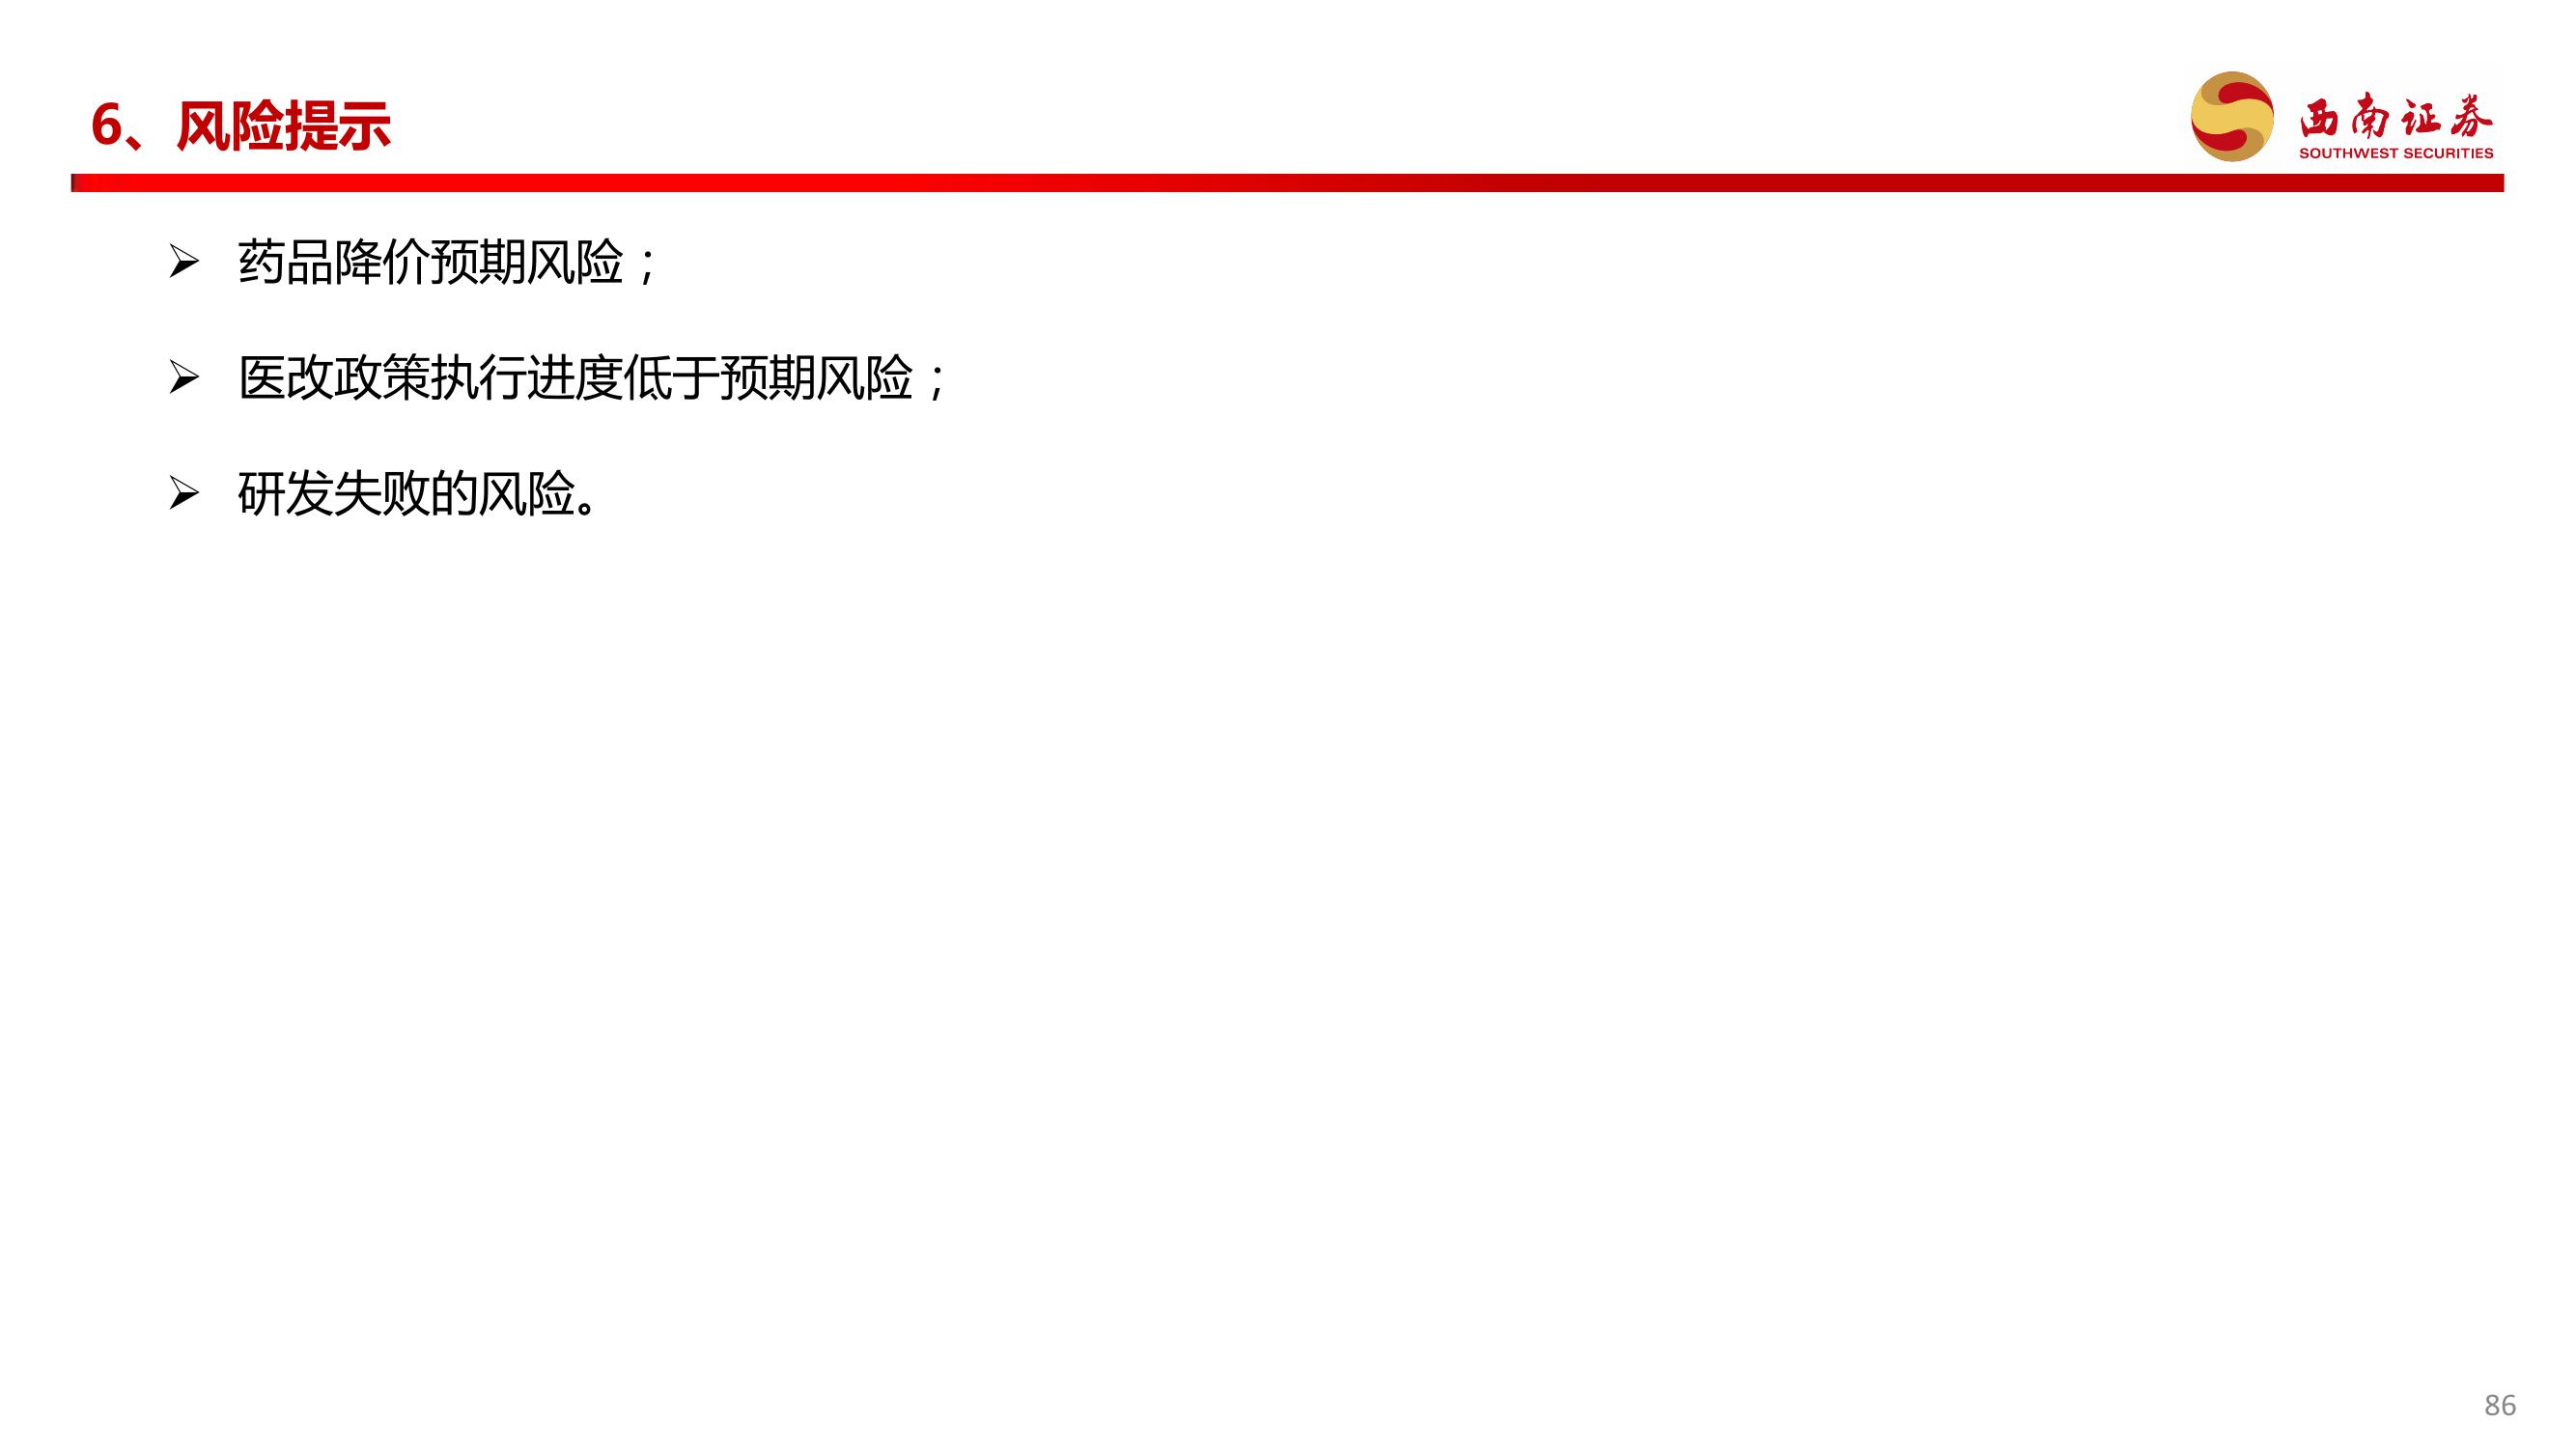 6、风险提示
西南证券
SOUTHWEST SECURITIES
➢ 药品降价预期风险；
➢ 医改政策执行进度低于预期风险；
➢ 研发失败的风险。
86